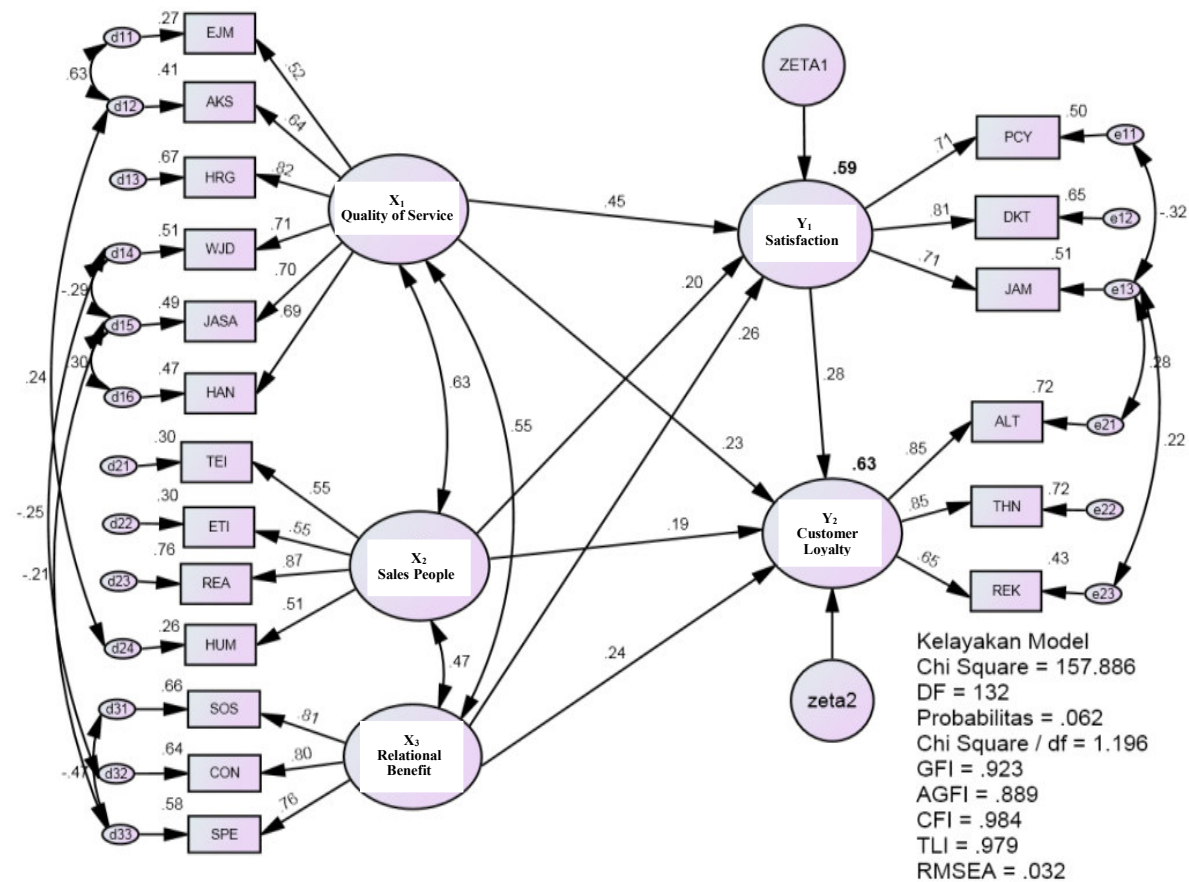 .27
EJM
d11
.52
.63
.41
AKS
d12
.64
.67
HRG
d13
.82
.51
WJD
d14
.71
-.29
.49
JASA
d15
.70
.30
.69
.47
HAN
d16
X₁
Quality of Service
.24
.30
TEI
d21
.55
.30
ETI
d22
.55
-.25
.76
REA
d23
.87
-.21
.26
HUM
d24
.51
X₂
Sales People
.66
SOS
d31
.81
.64
CON
d32
.80
-.47
.58
SPE
d33
.76
X₃
Relational
Benefit
.63
.55
.47
.45
.20
.26
.23
.28
.19
.24
ZETA1
.59
Y₁
Satisfaction
.63
Y₂
Customer
Loyalty
zeta2
.50
PCY
e11
.71
-.32
.65
DKT
e12
.81
.51
JAM
e13
.71
.28
.72
ALT
e21
.85
.22
.72
THN
e22
.85
.43
REK
e23
.65
Kelayakan Model
Chi Square = 157.886
DF = 132
Probabilitas = .062
Chi Square / df = 1.196
GFI = .923
AGFI = .889
CFI = .984
TLI = .979
RMSEA = .032